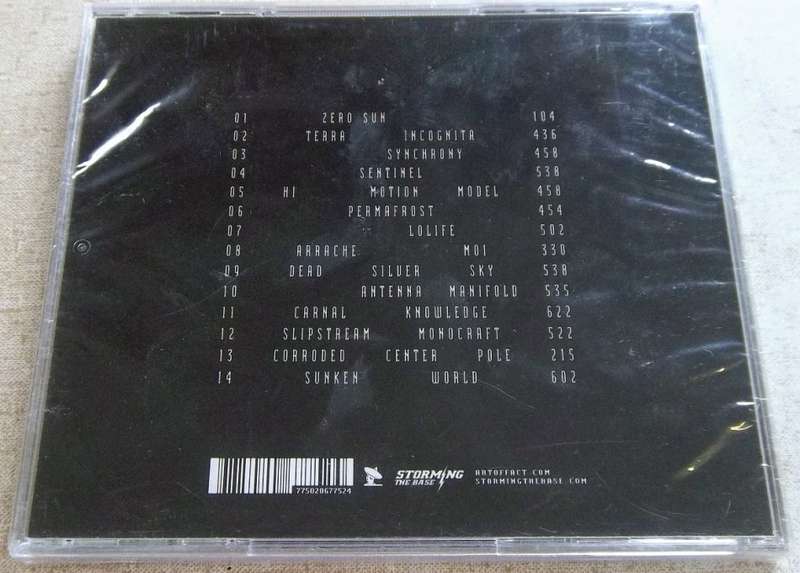 01 ZERO SUN 104
02 TERRA INCOGNITA 436
03 SYNCHRONY 458
04 SENTINEL 538
05 HI MOTION MODEL 458
06 PERMAFROST 454
07 LOLIFE 502
08 ARRACHE MOI 330
09 DEAD SILVER SKY 538
10 ANTENNA MANIFOLD 535
11 CARNAL KNOWLEDGE 622
12 SLIPSTREAM MONOCRAFT 522
13 CORRODED CENTER POLE 215
14 SUNKEN WORLD 602
775020677524
STORMING
THE BASE
ARTOFFACT.COM
STORMINGTHEBASE.COM